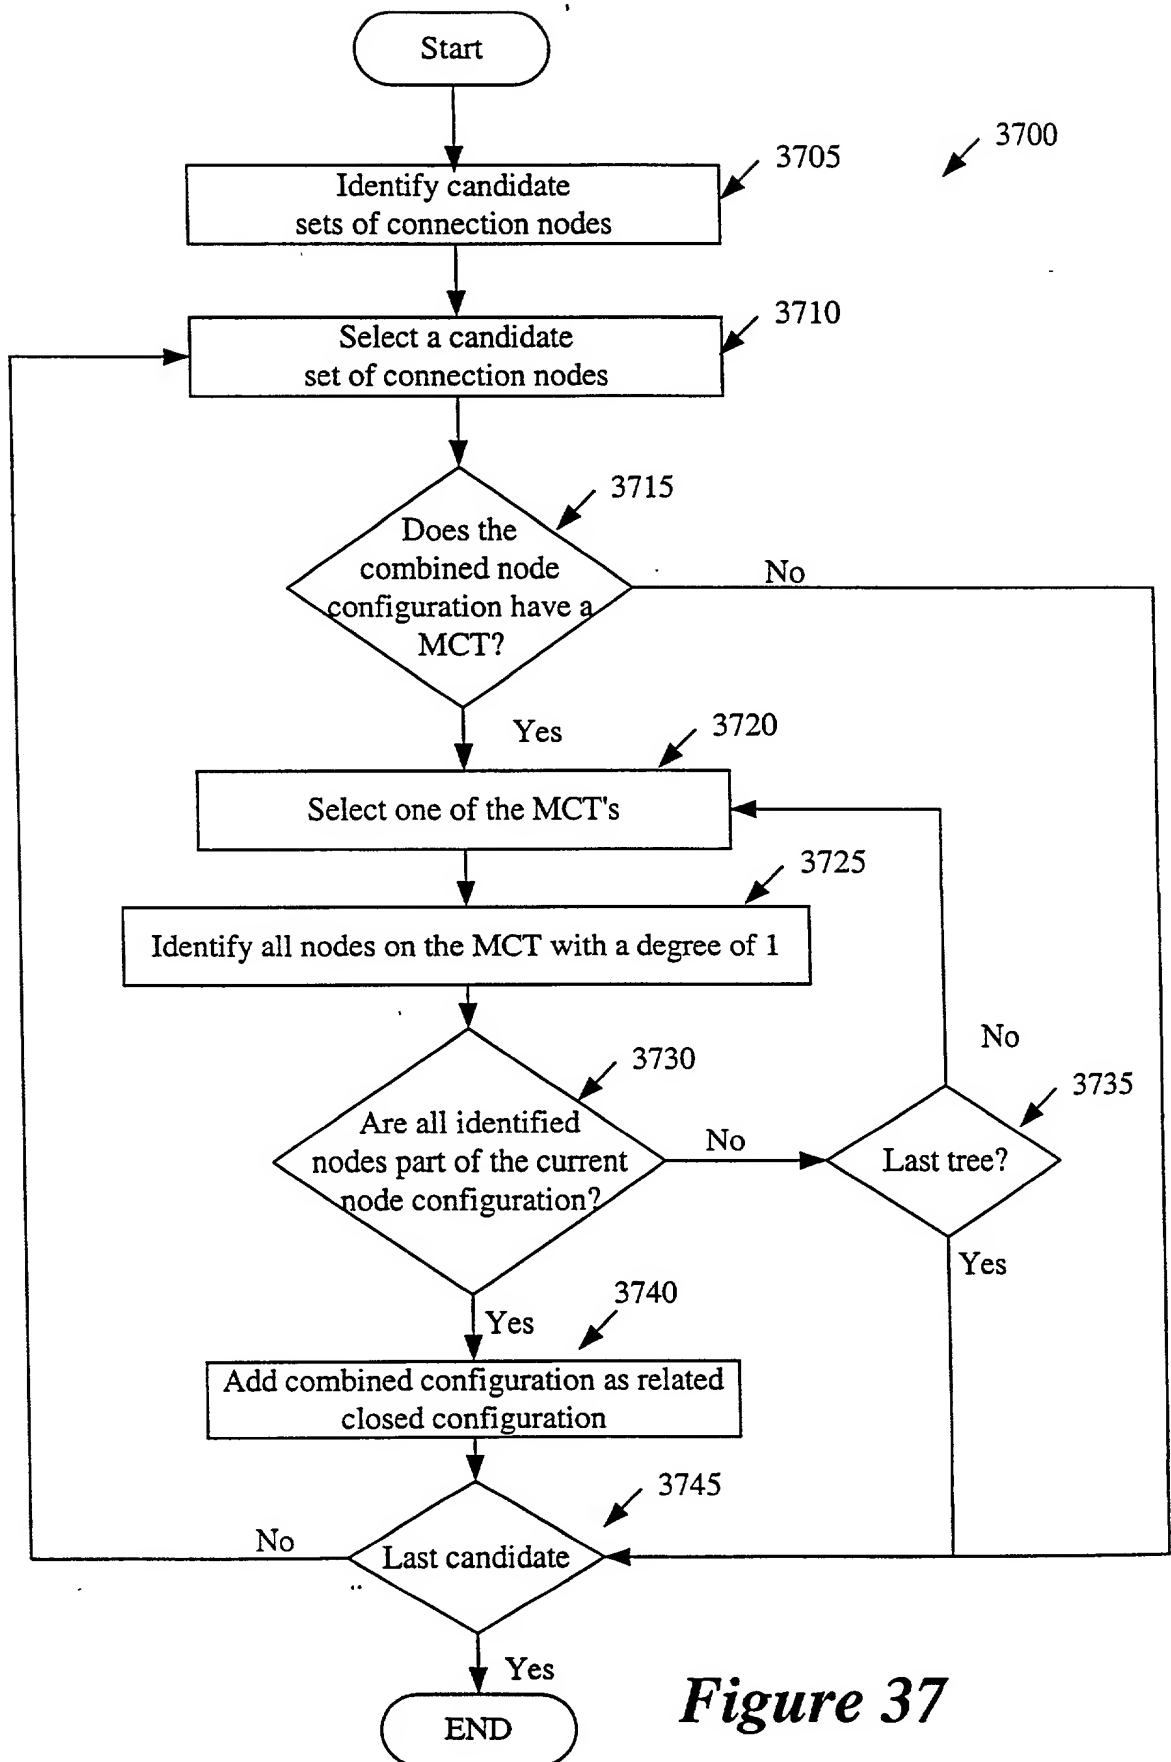 Start
3700
3705
Identify candidate
sets of connection nodes
3710
Select a candidate
set of connection nodes
3715
Does the
combined node
configuration have a
MCT?
No
Yes
3720
Select one of the MCT's
3725
Identify all nodes on the MCT with a degree of 1
No
3730
3735
Are all identified
nodes part of the current
node configuration?
No
Last tree?
Yes
3740
Yes
Add combined configuration as related
closed configuration
3745
No
Last candidate
Yes
END
Figure 37